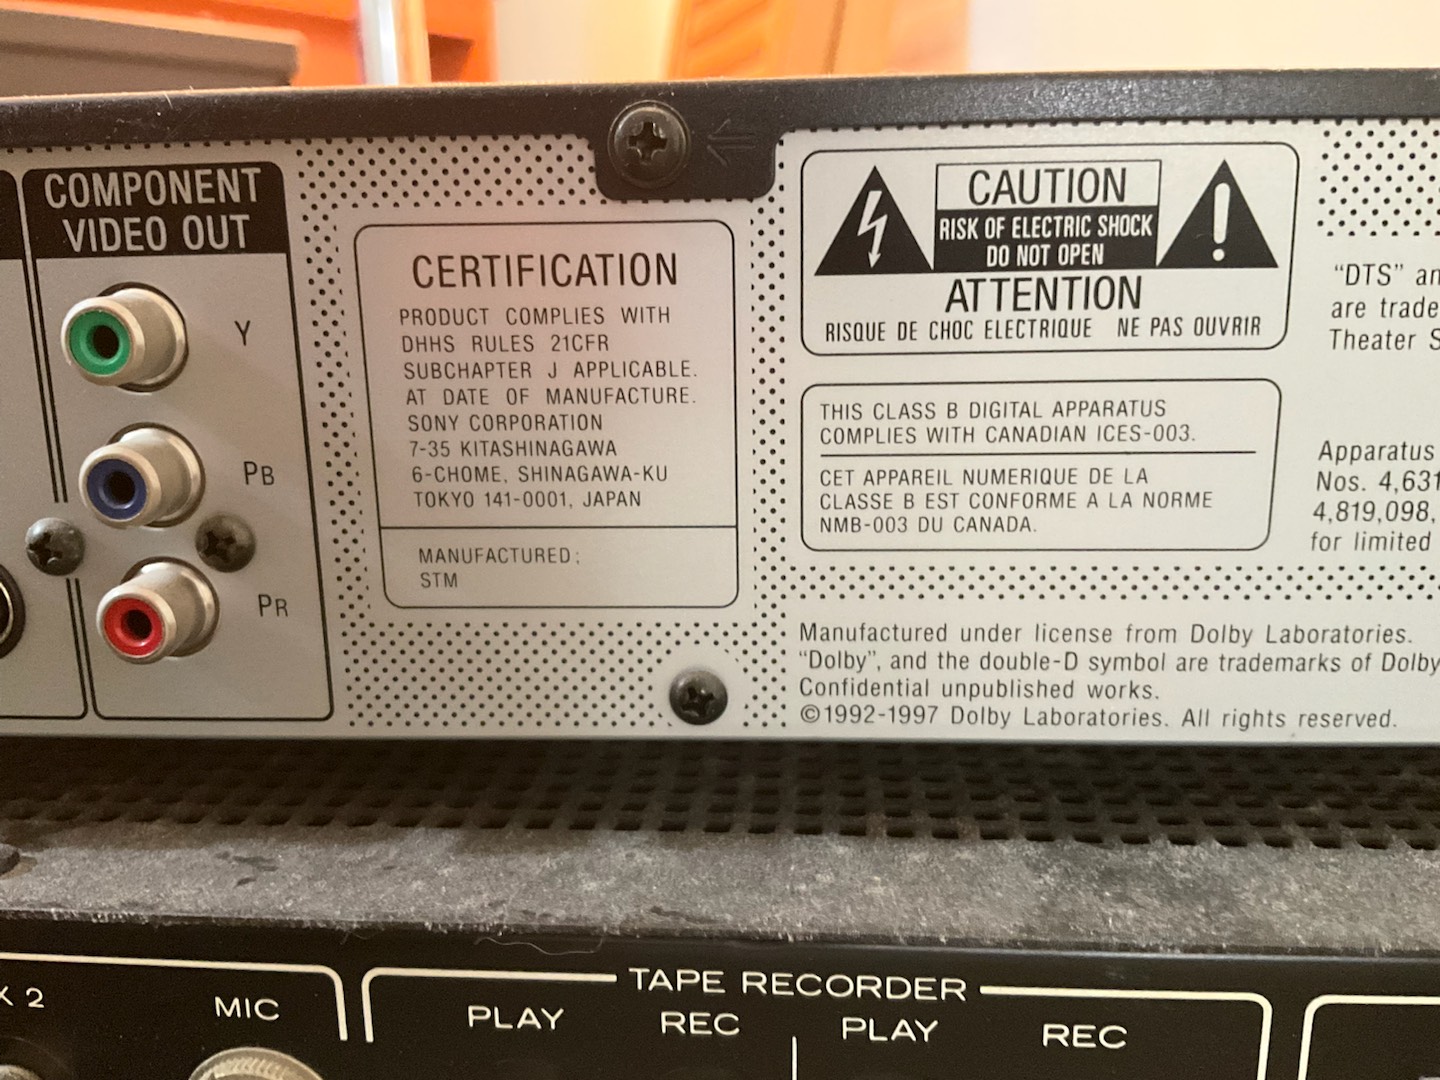 COMPONENT
VIDEO OUT
Y
PB
PR
CERTIFICATION
PRODUCT COMPLIES WITH
DHHS RULES 21CFR
SUBCHAPTER J APPLICABLE.
AT DATE OF MANUFACTURE.
SONY CORPORATION
7-35 KITASHINAGAWA
6-CHOME, SHINAGAWA-KU
TOKYO 141-0001, JAPAN
MANUFACTURED:
STM
CAUTION
RISK OF ELECTRIC SHOCK
DO NOT OPEN
ATTENTION
RISQUE DE CHOC ELECTRIQUE NE PAS OUVRIR
THIS CLASS B DIGITAL APPARATUS
COMPLIES WITH CANADIAN ICES-003.
CET APPAREIL NUMERIQUE DE LA
CLASSE B EST CONFORME A LA NORME
NMB-003 DU CANADA.
Manufactured under license from Dolby Laboratories.
“Dolby”, and the double-D symbol are trademarks of Dolby
Confidential unpublished works.
©1992-1997 Dolby Laboratories. All rights reserved.
“DTS”
are
Theater
Apparatus
Nos.
4,819,098,
for limited
2
MIC
TAPE RECORDER
PLAY REC PLAY REC